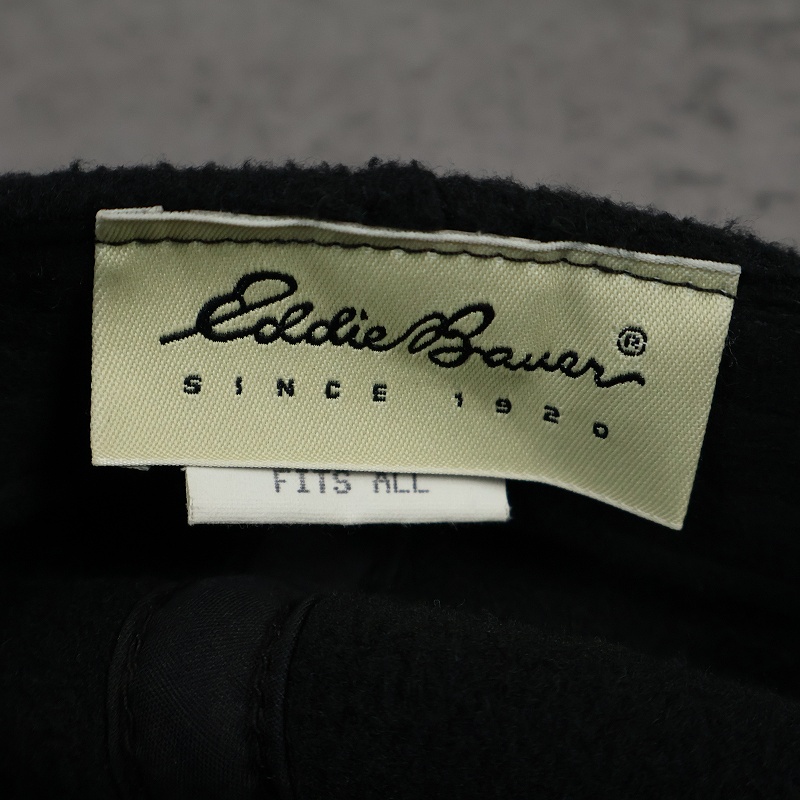 Eddie Bauer®
SINCE 1920
FITS ALL